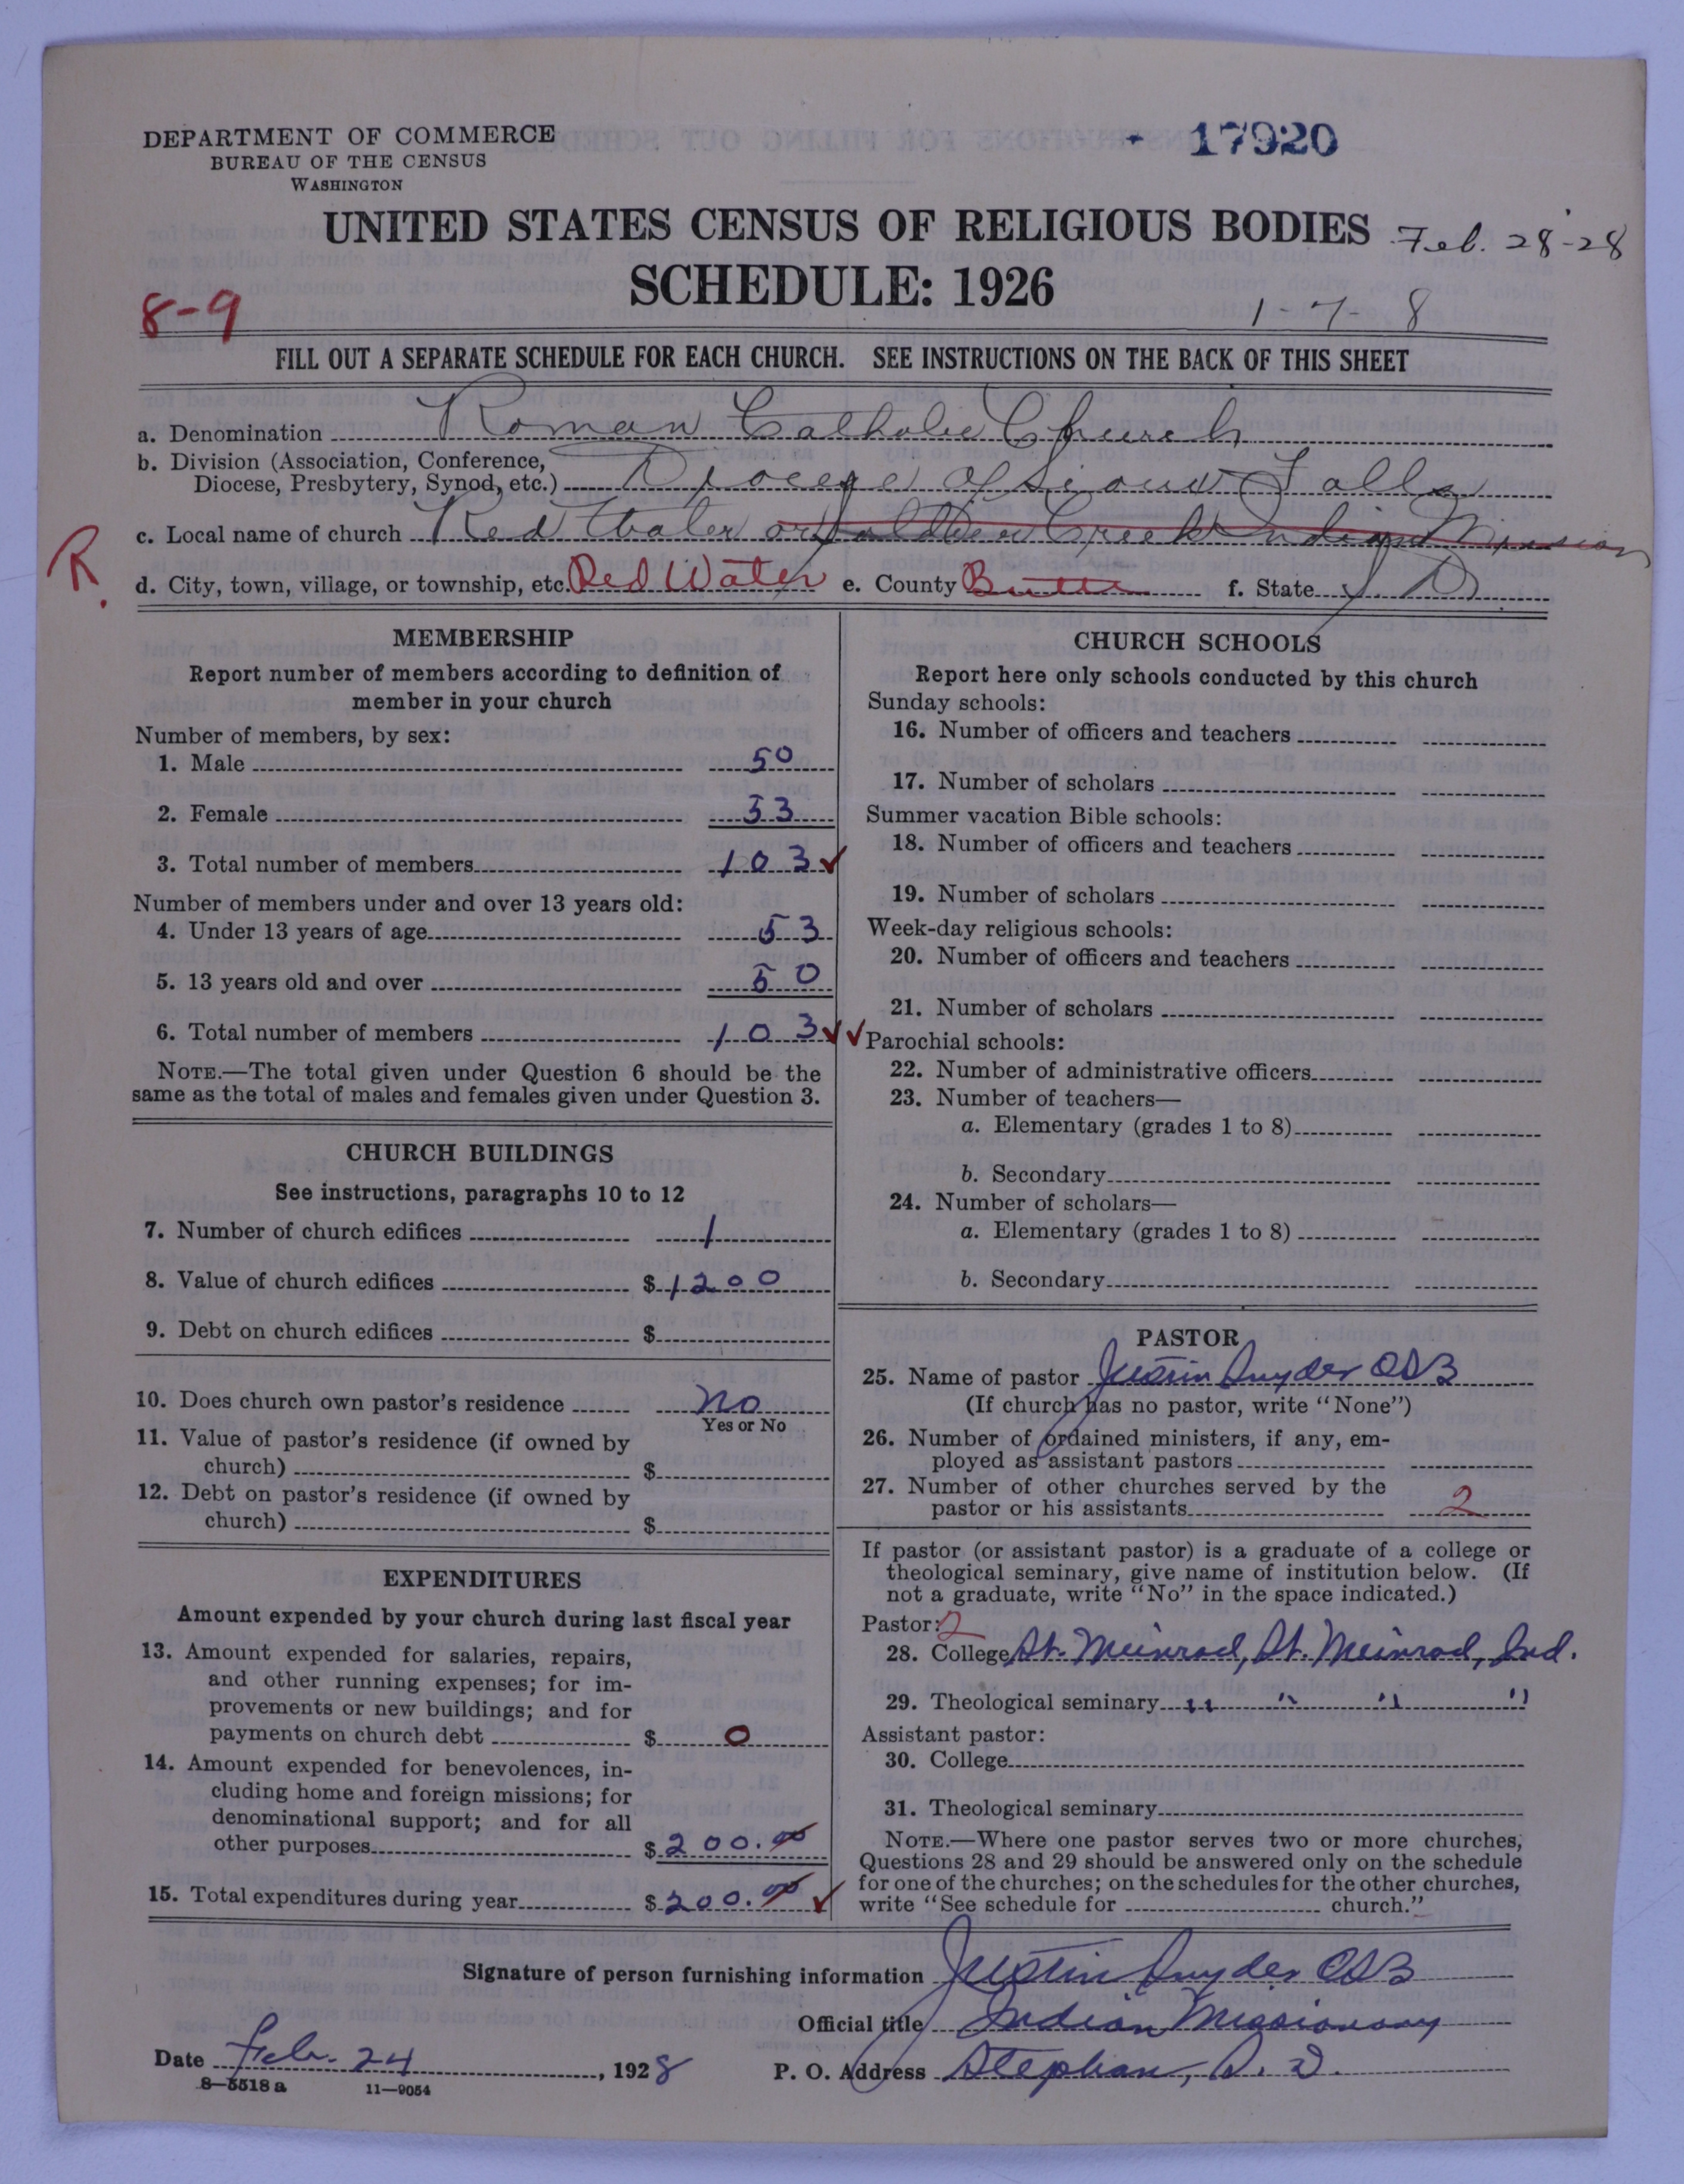 DEPARTMENT OF COMMERCE
BUREAU OF THE CENSUS
WASHINGTON
17920
UNITED STATES CENSUS OF RELIGIOUS BODIES
Feb. 28-28
SCHEDULE: 1926
8-9
1-7-8
FILL OUT A SEPARATE SCHEDULE FOR EACH CHURCH. SEE INSTRUCTIONS ON THE BACK OF THIS SHEET
a. Denomination Roman Catholic Church
b. Division (Association, Conference,
Diocese, Presbytery, Synod, etc.) Diocese of Sioux Falls
c. Local name of church Red Water or Creek Indian Mission
R.
d. City, town, village, or township, etc. Red Water e. County Butte f. State S. D.
MEMBERSHIP
Report number of members according to definition of
member in your church
Number of members, by sex:
1. Male 50
2. Female 53
3. Total number of members 103 ✓
Number of members under and over 13 years old:
4. Under 13 years of age 53
5. 13 years old and over 50
6. Total number of members 103 ✓✓
NOTE.—The total given under Question 6 should be the
same as the total of males and females given under Question 3.
CHURCH BUILDINGS
See instructions, paragraphs 10 to 12
7. Number of church edifices 1
8. Value of church edifices $1200
9. Debt on church edifices $
10. Does church own pastor's residence No
Yes or No
11. Value of pastor's residence (if owned by
church) $
12. Debt on pastor's residence (if owned by
church) $
EXPENDITURES
Amount expended by your church during last fiscal year
13. Amount expended for salaries, repairs,
and other running expenses; for im-
provements or new buildings; and for
payments on church debt $ 0
14. Amount expended for benevolences, in-
cluding home and foreign missions; for
denominational support; and for all
other purposes $200.00
15. Total expenditures during year $200.00 ✓
CHURCH SCHOOLS
Report here only schools conducted by this church
Sunday schools:
16. Number of officers and teachers
17. Number of scholars
Summer vacation Bible schools:
18. Number of officers and teachers
19. Number of scholars
Week-day religious schools:
20. Number of officers and teachers
21. Number of scholars
Parochial schools:
22. Number of administrative officers
23. Number of teachers—
a. Elementary (grades 1 to 8)
b. Secondary
24. Number of scholars—
a. Elementary (grades 1 to 8)
b. Secondary
PASTOR
25. Name of pastor Justin Snyder OSB
(If church has no pastor, write "None")
26. Number of ordained ministers, if any, em-
ployed as assistant pastors
27. Number of other churches served by the
pastor or his assistants 2
If pastor (or assistant pastor) is a graduate of a college or
theological seminary, give name of institution below. (If
not a graduate, write "No" in the space indicated.)
Pastor: 2
28. College St. Meinrad, St. Meinrad, Ind.
29. Theological seminary " " " "
Assistant pastor:
30. College
31. Theological seminary
NOTE.—Where one pastor serves two or more churches,
Questions 28 and 29 should be answered only on the schedule
for one of the churches; on the schedules for the other churches,
write "See schedule for church."
Signature of person furnishing information Justin Snyder OSB
Official title Indian Missionary
Date Feb. 24, 1928 P. O. Address Stephan, S. D.
8-5518 a 11-9054